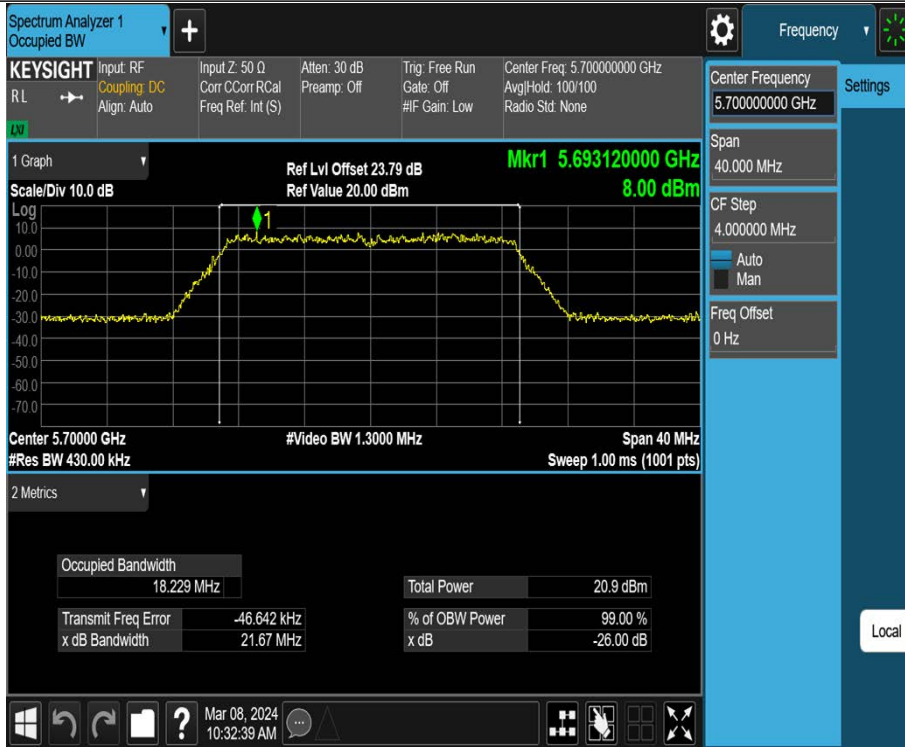 Spectrum Analyzer 1
Occupied BW
+
Frequency
KEYSIGHT
R L
LXI
Input: RF
Coupling: DC
Align: Auto
Input Z: 50 Ω
Corr CCorr RCal
Freq Ref: Int (S)
Atten: 30 dB
Preamp: Off
Trig: Free Run
Gate: Off
#IF Gain: Low
Center Freq: 5.700000000 GHz
Avg|Hold: 100/100
Radio Std: None
Center Frequency
5.700000000 GHz
Settings
Span
40.000 MHz
CF Step
4.000000 MHz
Auto
Man
Freq Offset
0 Hz
Local
1 Graph
Scale/Div 10.0 dB
Ref Lvl Offset 23.79 dB
Ref Value 20.00 dBm
Mkr1 5.693120000 GHz
8.00 dBm
Log
1
10.0
0.00
-10.0
-20.0
-30.0
-40.0
-50.0
-60.0
-70.0
Center 5.70000 GHz
#Video BW 1.3000 MHz
Span 40 MHz
#Res BW 430.00 kHz
Sweep 1.00 ms (1001 pts)
2 Metrics
Occupied Bandwidth
18.229 MHz
Total Power 20.9 dBm
Transmit Freq Error -46.642 kHz
% of OBW Power 99.00 %
x dB Bandwidth 21.67 MHz
x dB -26.00 dB
?
Mar 08, 2024
10:32:39 AM